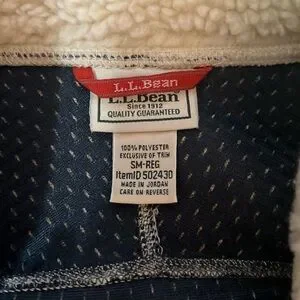 L.L.Bean
L.L.Bean
Since 1912
QUALITY GUARANTEED
100% POLYESTER
EXCLUSIVE OF TRIM
SM-REG
ItemID 502430
MADE IN JORDAN
CARE ON REVERSE